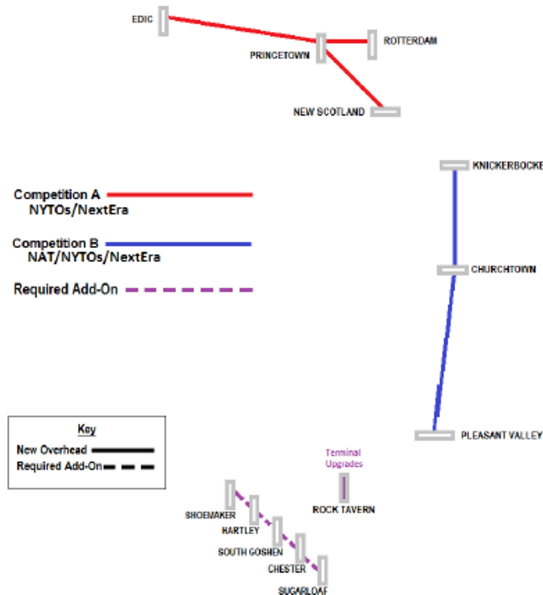 EDIC
ROTTERDAM
PRINCETOWN
NEW SCOTLAND
KNICKERBOCKE
Competition A
NYTOs/NextEra
Competition B
NAT/NYTOs/NextEra
CHURCHTOWN
Required Add-On
Key
New Overhead
Required Add-On
PLEASANT VALLEY
Terminal
Upgrades
ROCK TAVERN
SHOEMAKER
HARTLEY
SOUTH GOSHEN
CHESTER
SUGARLOAF